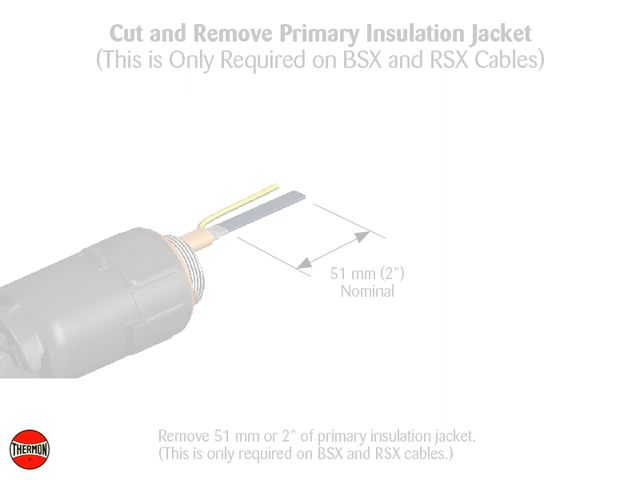 Cut and Remove Primary Insulation Jacket
(This is Only Required on BSX and RSX Cables)
51 mm (2”)
Nominal
THERMON
Remove 51 mm or 2” of primary insulation jacket.
(This is only required on BSX and RSX cables.)